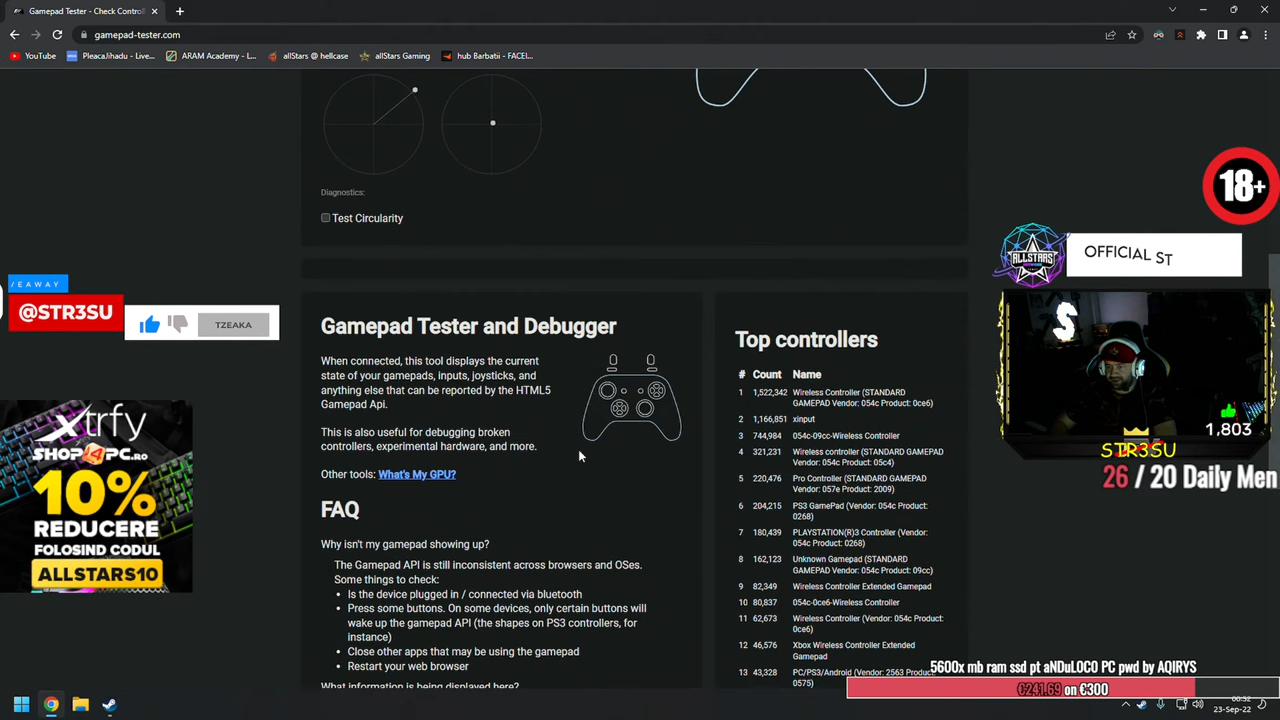 Gamepad Tester - Check Control
gamepad-tester.com
YouTube
PleacaJihadu - Live...
ARAM Academy - L...
allStars @ hellcase
allStars Gaming
hub Barbatii - FACEI...
Diagnostics:
Test Circularity
18+
ALLSTARS
OFFICIAL ST
/EAWAY
@STR3SU
TZEAKA
Gamepad Tester and Debugger
When connected, this tool displays the current
state of your gamepads, inputs, joysticks, and
anything else that can be reported by the HTML5
Gamepad Api.
This is also useful for debugging broken
controllers, experimental hardware, and more.
Other tools: What's My GPU?
FAQ
Why isn't my gamepad showing up?
The Gamepad API is still inconsistent across browsers and OSes.
Some things to check:
• Is the device plugged in / connected via bluetooth
• Press some buttons. On some devices, only certain buttons will
wake up the gamepad API (the shapes on PS3 controllers, for
instance)
• Close other apps that may be using the gamepad
• Restart your web browser
What information is being displayed here?
Top controllers
# Count Name
1 1,522,342 Wireless Controller (STANDARD
GAMEPAD Vendor: 054c Product: 0ce6)
2 1,166,851 xinput
3 744,984 054c-09cc-Wireless Controller
4 321,231 Wireless controller (STANDARD
GAMEPAD Vendor: 054c Product: 05c4)
5 220,476 Pro Controller (STANDARD GAMEPAD
Vendor: 057e Product: 2009)
6 204,215 PS3 GamePad (Vendor: 054c Product:
0268)
7 180,439 PLAYSTATION(R)3 Controller (Vendor:
054c Product: 0268)
8 162,123 Unknown Gamepad (STANDARD
GAMEPAD Vendor: 054c Product: 09cc)
9 82,349 Wireless Controller Extended Gamepad
10 80,837 054c-0ce6-Wireless Controller
11 62,673 Wireless Controller (Vendor: 054c Product:
0ce6)
12 46,576 Xbox Wireless Controller Extended
Gamepad
13 43,328 PC/PS3/Android (Vendor: 2563 Product:
0575)
S
1,803
STR3SU
26 / 20 Daily Men
xtrfy
SHOP4PC.RO
10%
REDUCERE
FOLOSIND CODUL
ALLSTARS10
5600x mb ram ssd pt aNDuLOCO PC pwd by AQIRYS
€241.69 on €300
00:52
23-Sep-22